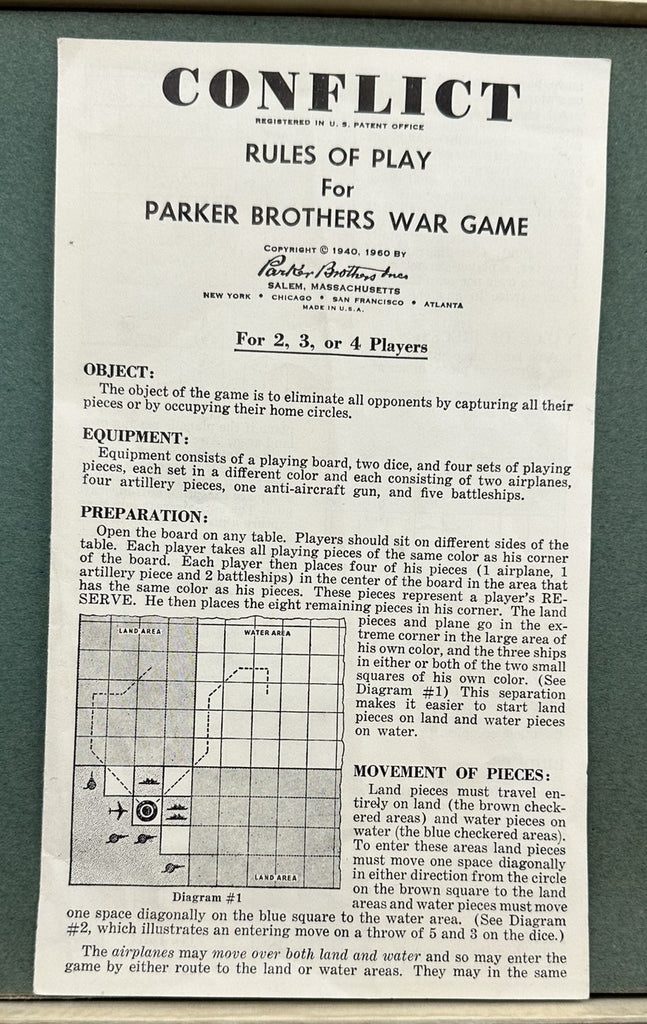 CONFLICT
REGISTERED IN U. S. PATENT OFFICE
RULES OF PLAY
For
PARKER BROTHERS WAR GAME
COPYRIGHT © 1940, 1960 BY
Parker Brothers Inc
SALEM, MASSACHUSETTS
NEW YORK • CHICAGO • SAN FRANCISCO • ATLANTA
MADE IN U.S.A.
For 2, 3, or 4 Players
OBJECT:
The object of the game is to eliminate all opponents by capturing all their
pieces or by occupying their home circles.
EQUIPMENT:
Equipment consists of a playing board, two dice, and four sets of playing
pieces, each set in a different color and each consisting of two airplanes,
four artillery pieces, one anti-aircraft gun, and five battleships.
PREPARATION:
Open the board on any table. Players should sit on different sides of the
table. Each player takes all playing pieces of the same color as his corner
of the board. Each player then places four of his pieces (1 airplane, 1
artillery piece and 2 battleships) in the center of the board in the area that
has the same color as his pieces. These pieces represent a player's RE-
SERVE. He then places the eight remaining pieces in his corner. The land
pieces and plane go in the ex-
treme corner in the large area of
his own color, and the three ships
in either or both of the two small
squares of his own color. (See
Diagram #1) This separation
makes it easier to start land
pieces on land and water pieces
on water.
LAND AREA
WATER AREA
LAND AREA
Diagram #1
MOVEMENT OF PIECES:
Land pieces must travel en-
tirely on land (the brown check-
ered areas) and water pieces on
water (the blue checkered areas).
To enter these areas land pieces
must move one space diagonally
in either direction from the circle
on the brown square to the land
areas and water pieces must move
one space diagonally on the blue square to the water area. (See Diagram
#2, which illustrates an entering move on a throw of 5 and 3 on the dice.)
The airplanes may move over both land and water and so may enter the
game by either route to the land or water areas. They may in the same